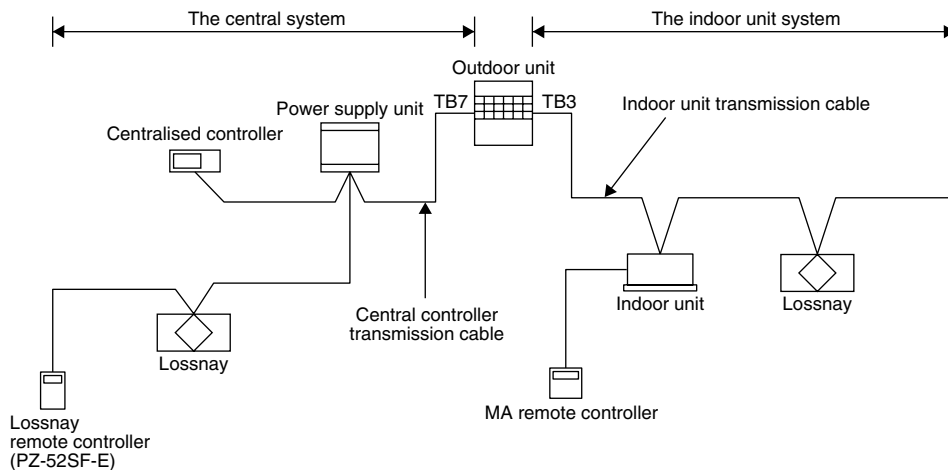 The central system
The indoor unit system
Outdoor unit
TB7
TB3
Power supply unit
Indoor unit transmission cable
Centralised controller
Indoor unit
Lossnay
Central controller
transmission cable
Lossnay
MA remote controller
Lossnay
remote controller
(PZ-52SF-E)